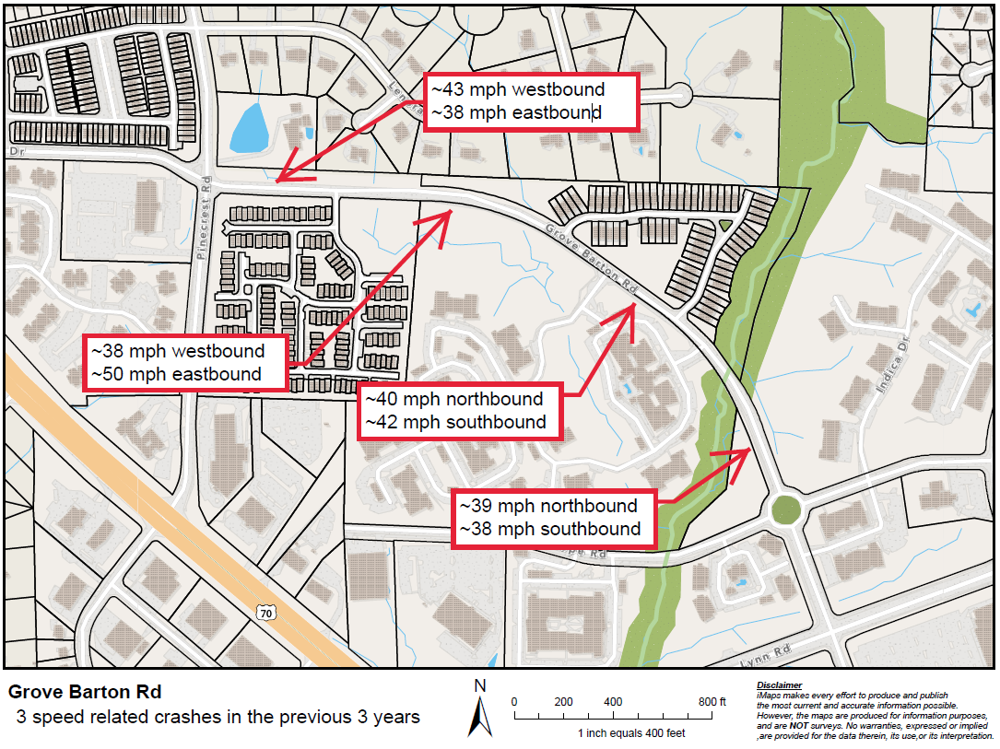 ~43 mph westbound
~38 mph eastbound
Dr
Pinecrest Rd
Grove Barton Rd
~38 mph westbound
~50 mph eastbound
Indica Dr
~40 mph northbound
~42 mph southbound
~39 mph northbound
~38 mph southbound
Rd
70
Lynn Rd
Grove Barton Rd
3 speed related crashes in the previous 3 years
N
0 200 400 800 ft
1 inch equals 400 feet
Disclaimer
iMaps makes every effort to produce and publish
the most current and accurate information possible.
However, the maps are produced for information purposes,
and are NOT surveys. No warranties, expressed or implied
,are provided for the data therein, its use,or its interpretation.